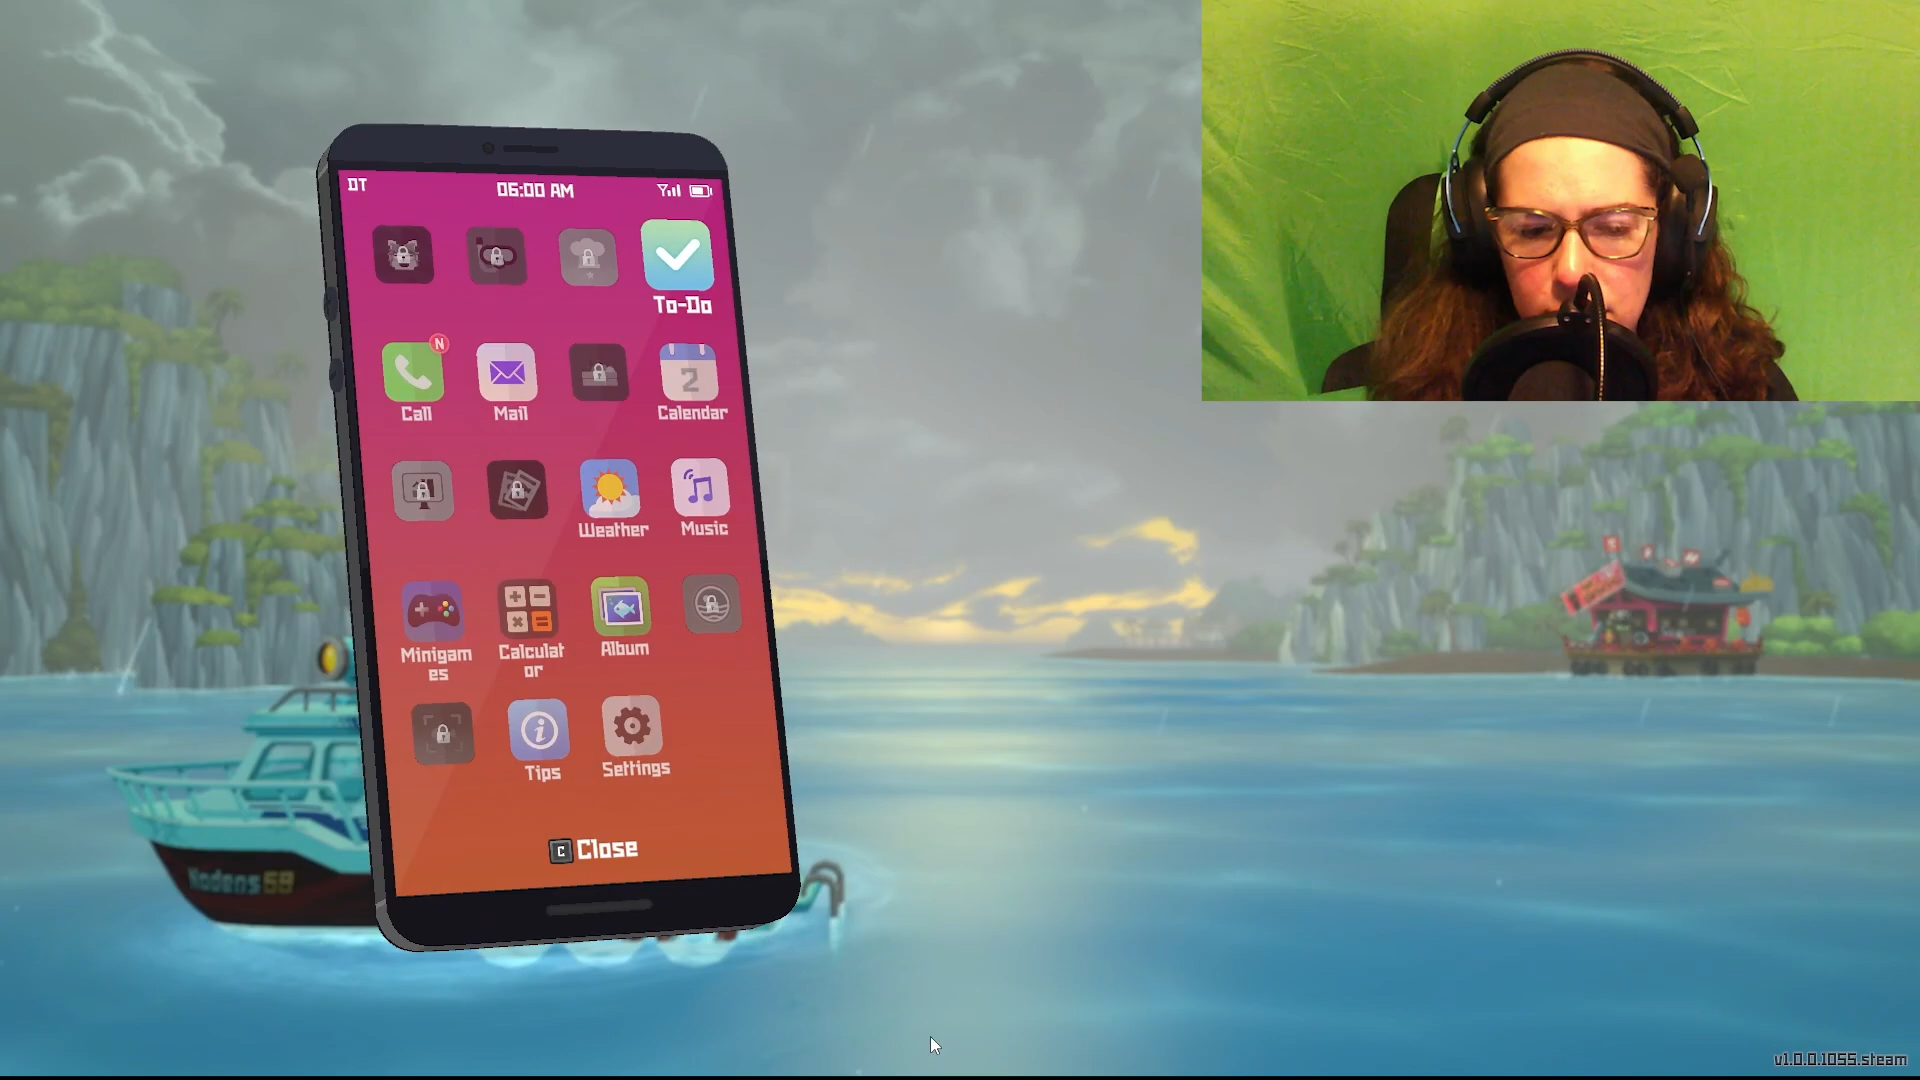 DT
06:00 AM
To-Do
N
Call
Mail
2
Calendar
Weather
Music
Minigam
es
Calculat
or
Album
Tips
Settings
C Close
Nodens 58
v1.0.0.1055.steam